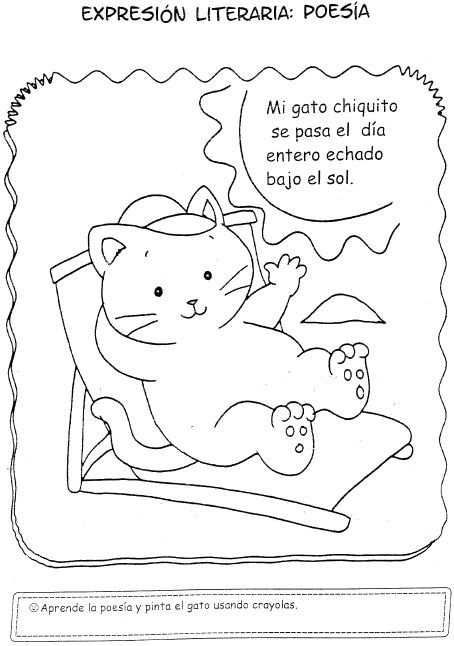 EXPRESIÓN LITERARIA: POESÍA
Mi gato chiquito
se pasa el día
entero echado
bajo el sol.
Aprende la poesía y pinta el gato usando crayolas.